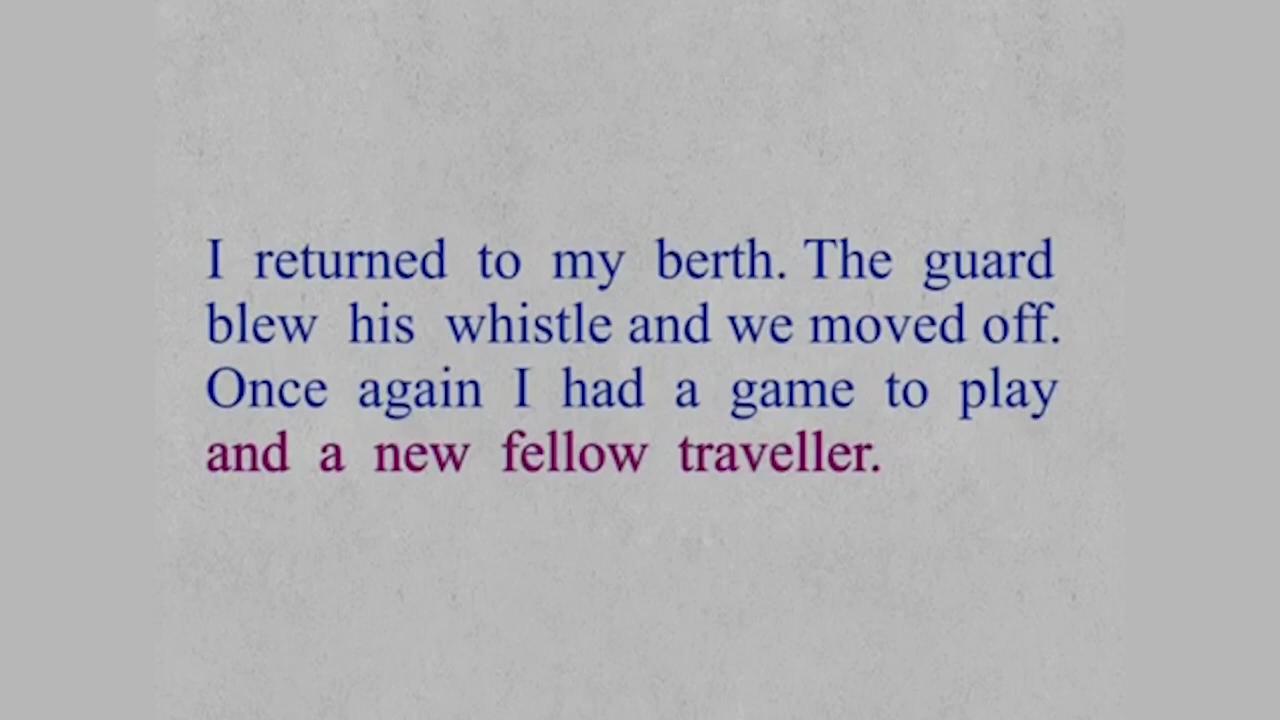 I returned to my berth. The guard
blew his whistle and we moved off.
Once again I had a game to play
and a new fellow traveller.